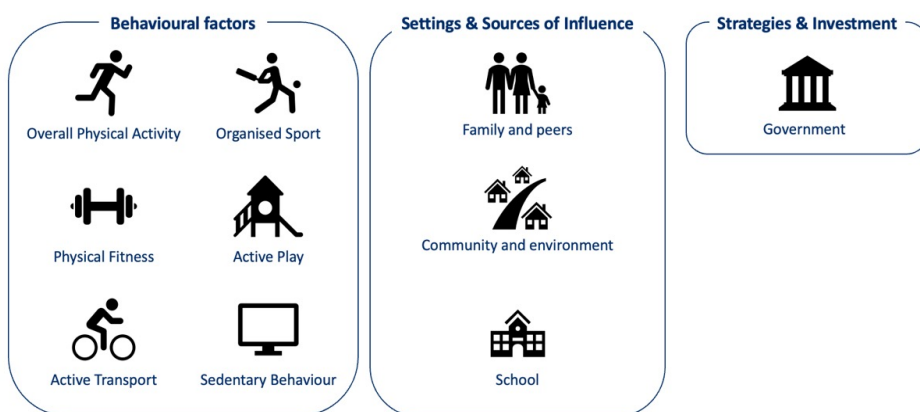 Behavioural factors
Overall Physical Activity
Organised Sport
Physical Fitness
Active Play
Active Transport
Sedentary Behaviour
Settings & Sources of Influence
Family and peers
Community and environment
School
Strategies & Investment
Government